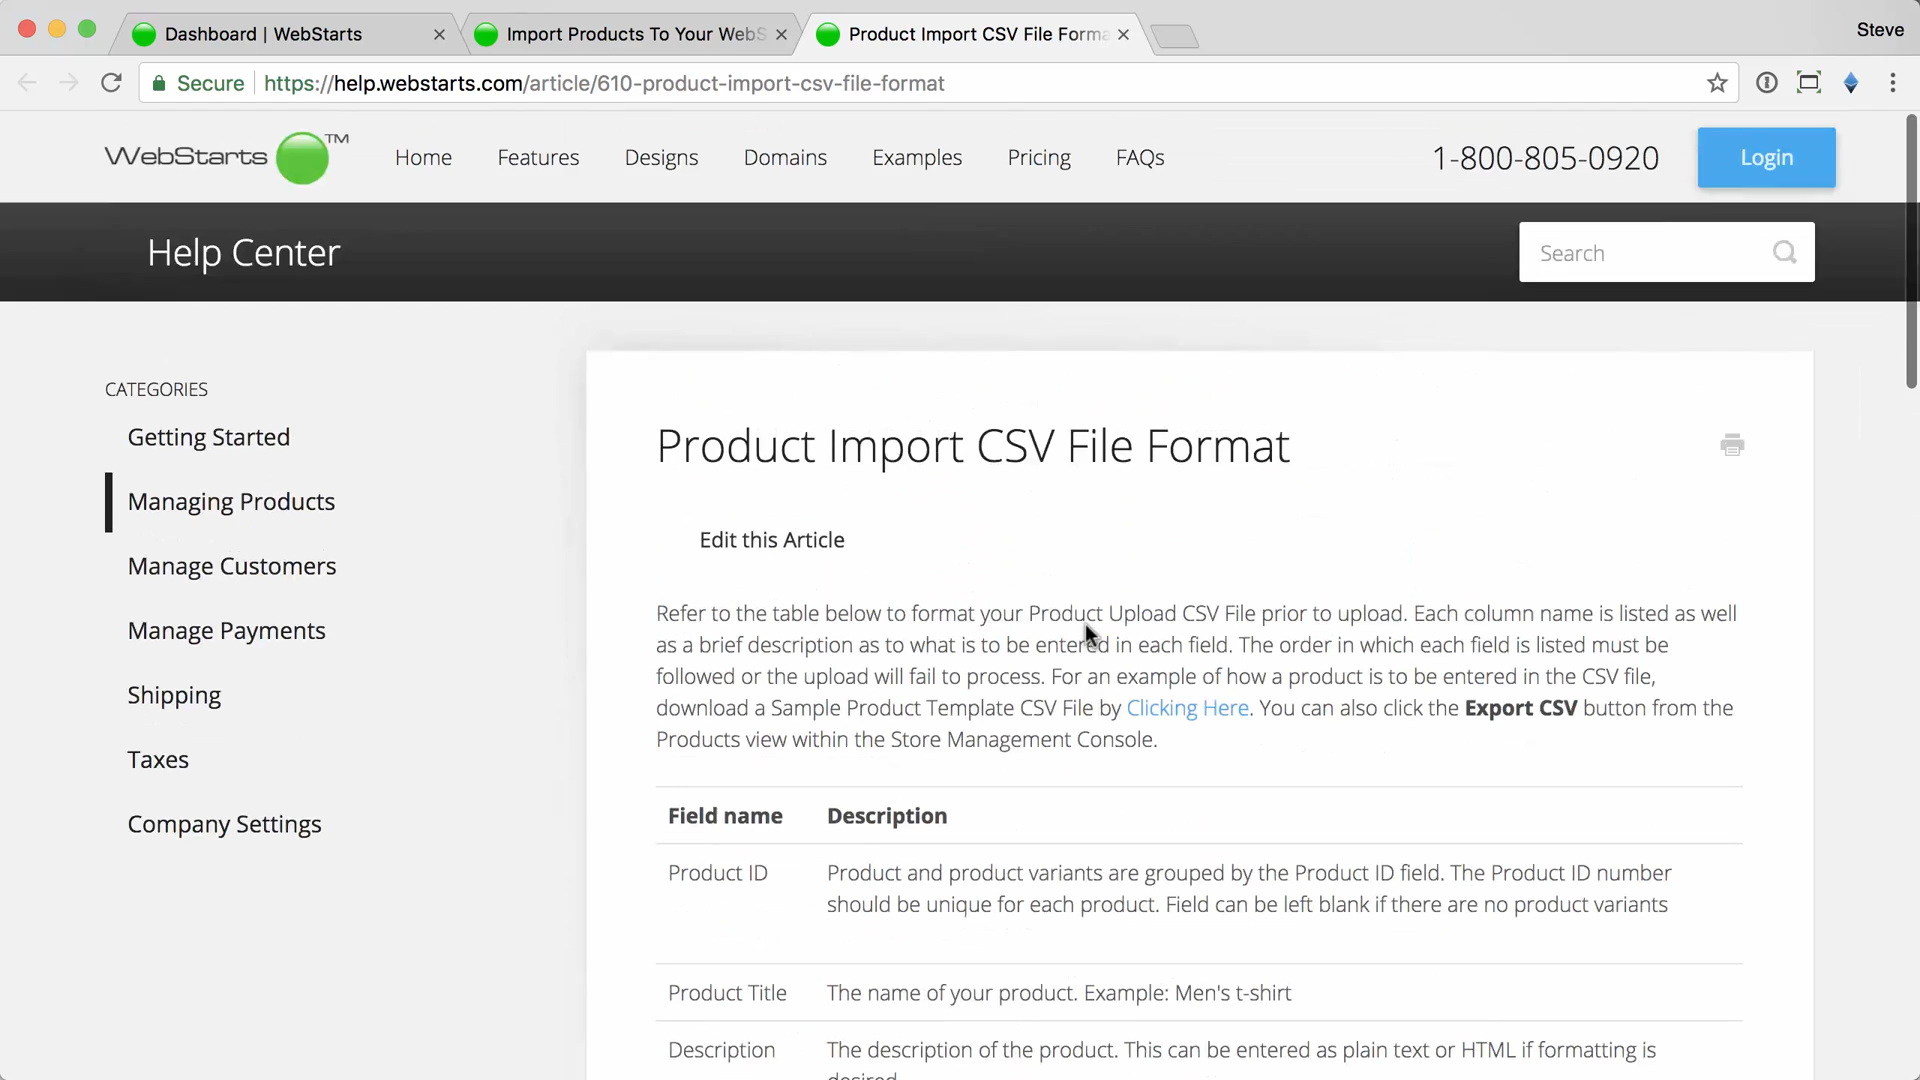 Dashboard | WebStarts
Import Products To Your WebS
Product Import CSV File Forma
Steve
Secure https://help.webstarts.com/article/610-product-import-csv-file-format
WebStarts TM
Home Features Designs Domains Examples Pricing FAQs
1-800-805-0920
Login
Help Center
Search
CATEGORIES
Getting Started
Managing Products
Manage Customers
Manage Payments
Shipping
Taxes
Company Settings
Product Import CSV File Format
Edit this Article
Refer to the table below to format your Product Upload CSV File prior to upload. Each column name is listed as well
as a brief description as to what is to be entered in each field. The order in which each field is listed must be
followed or the upload will fail to process. For an example of how a product is to be entered in the CSV file,
download a Sample Product Template CSV File by Clicking Here. You can also click the Export CSV button from the
Products view within the Store Management Console.
Field name Description
Product ID Product and product variants are grouped by the Product ID field. The Product ID number
should be unique for each product. Field can be left blank if there are no product variants
Product Title The name of your product. Example: Men's t-shirt
Description The description of the product. This can be entered as plain text or HTML if formatting is
desired